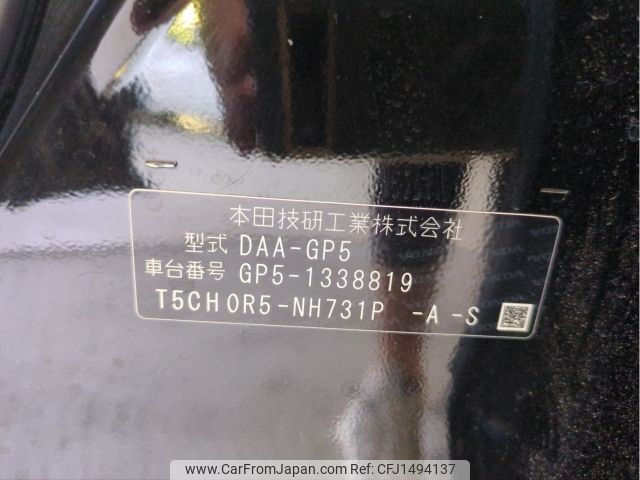 本田技研工業株式会社
型式 DAA-GP5
車台番号 GP5-1338819
T5CH0R5-NH731P -A -S
www.CarFromJapan.com | Ref.No: CFJ1494137